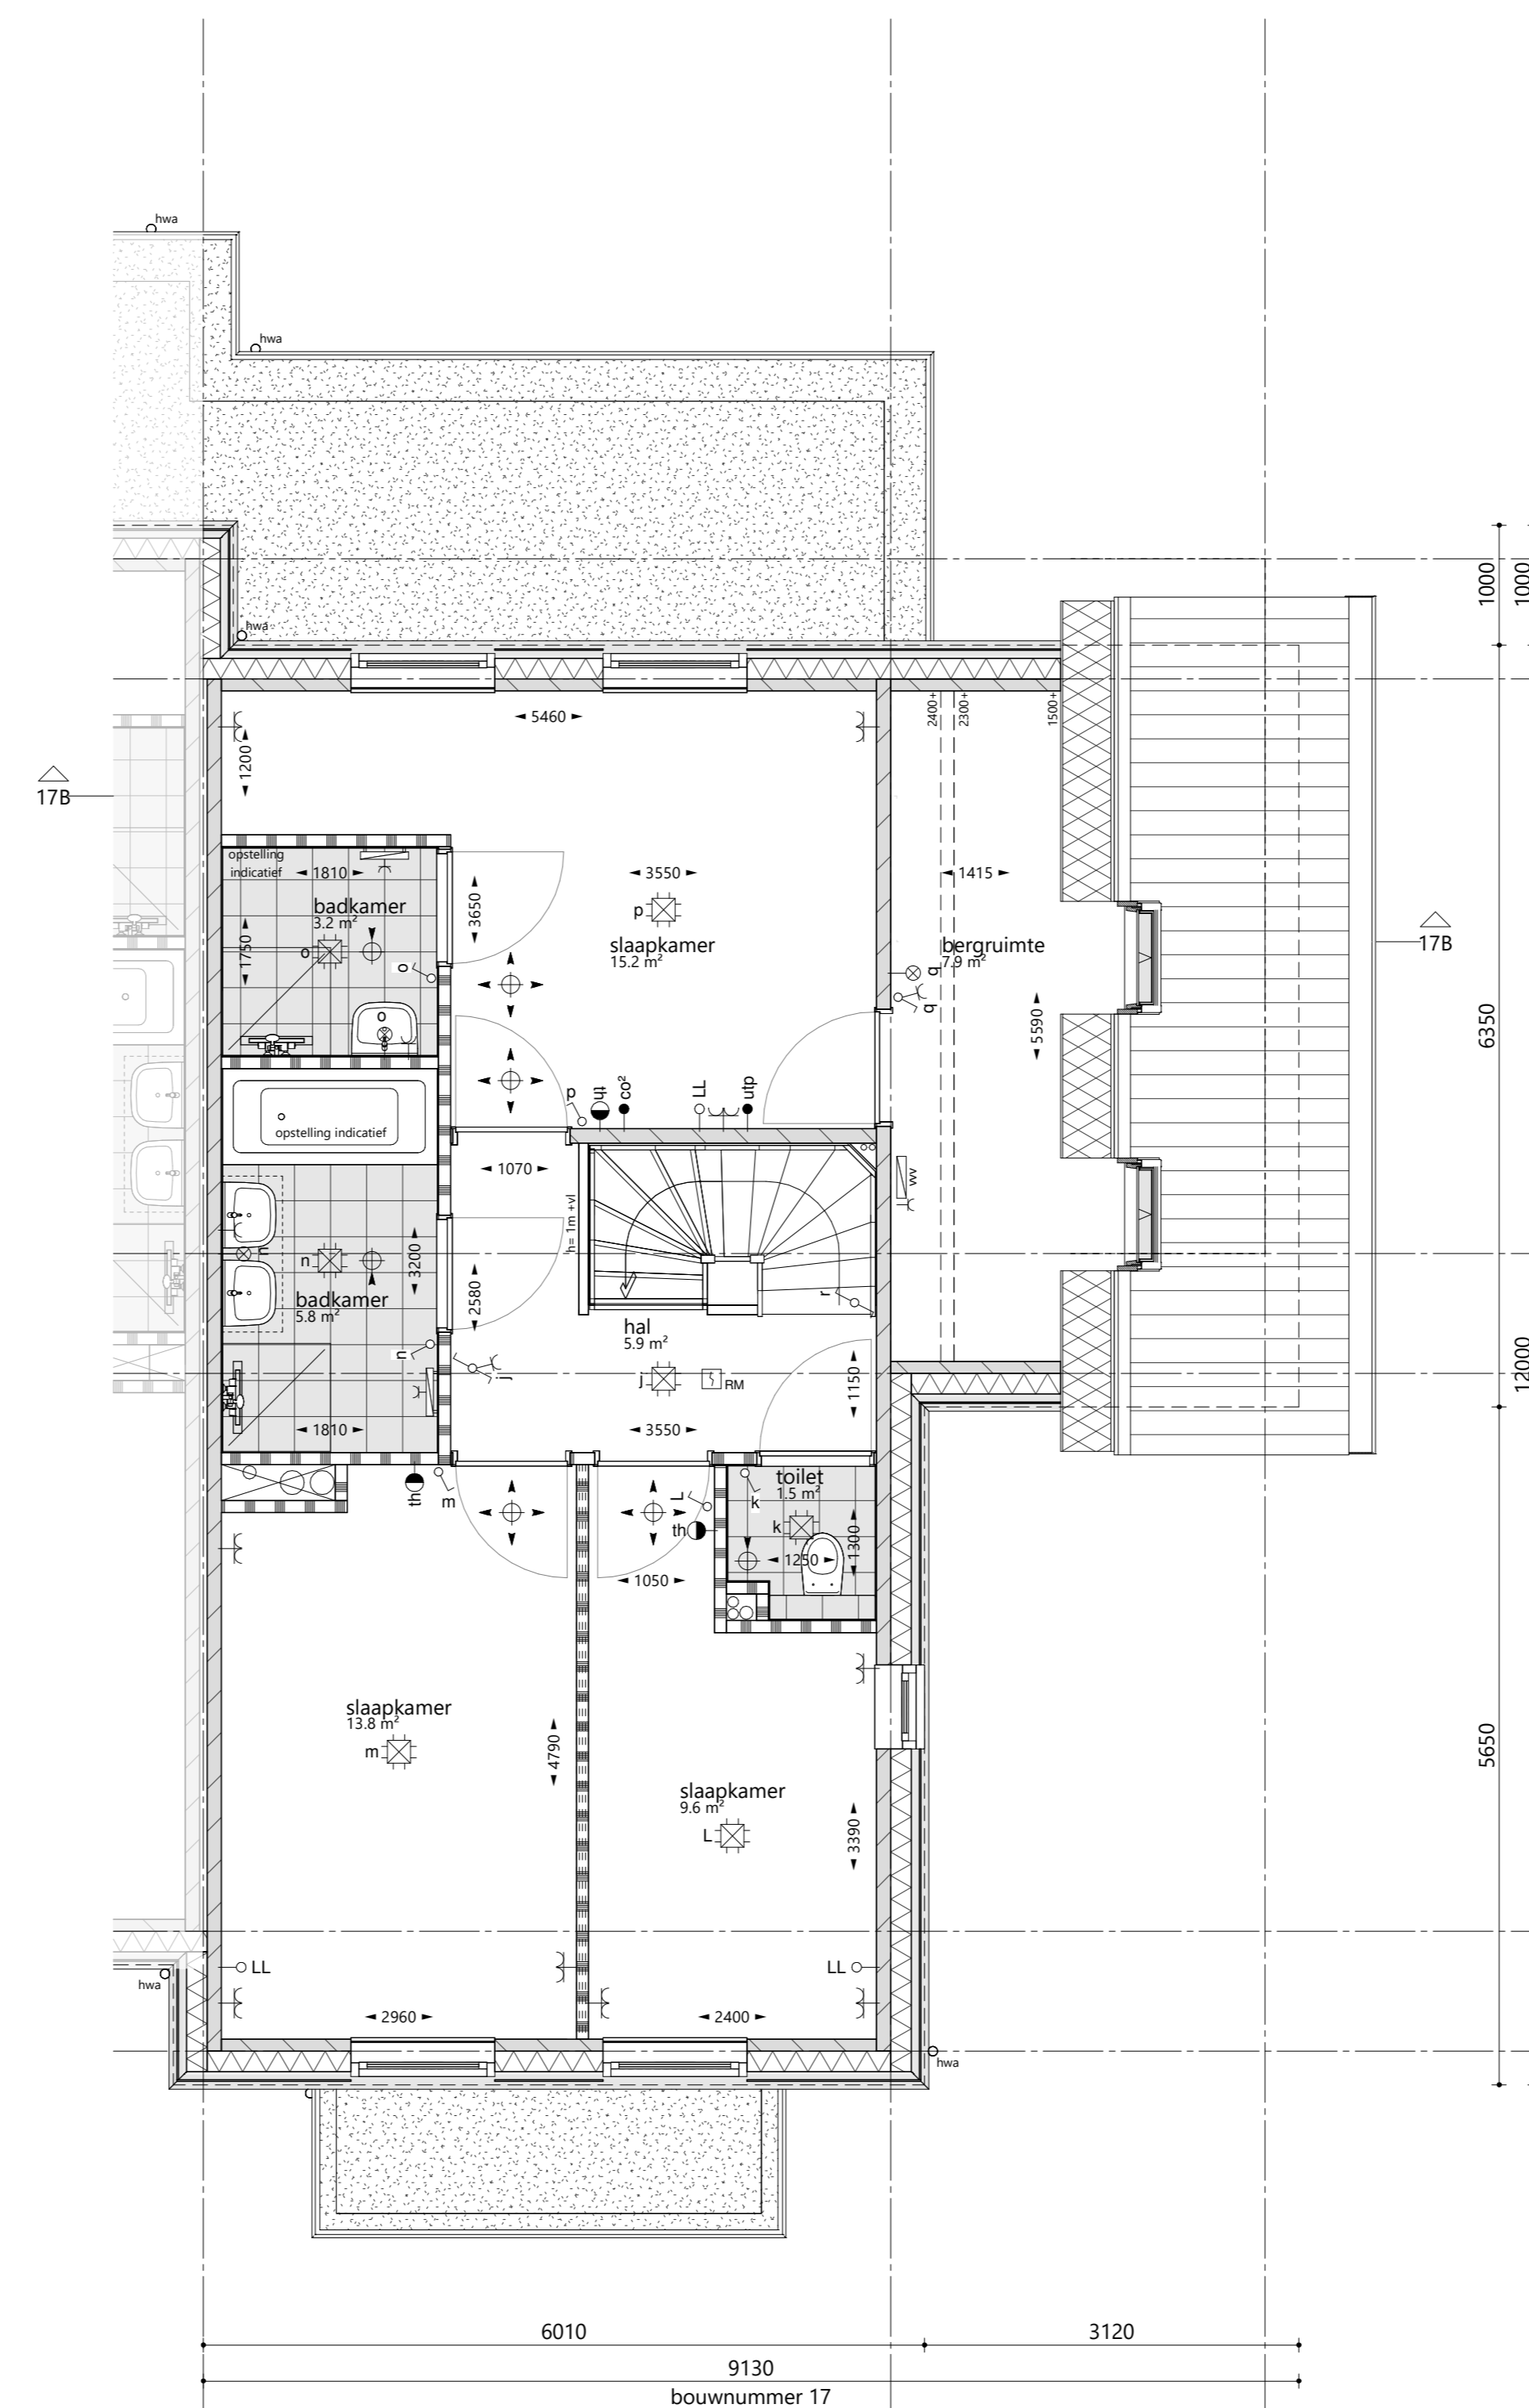 hwa
hwa
hwa
1000
1000
5460
2400+
2300+
1500+
1200
17B
opstelling
indicatief
1810
3550
1415
badkamer
3.2 m²
3650
p
slaapkamer
15.2 m²
bergruimte
7.9 m²
17B
1750
o
o
q
q
o
5590
6350
p
th
co²
LL
utp
opstelling indicatief
1070
wv
h= 1m +vl
n
n
3200
badkamer
5.8 m²
2580
r
hal
5.9 m²
n
j
j
RM
1150
12000
1810
3550
th
m
L
th
k
toilet
1.5 m²
k
1250
1300
1050
slaapkamer
13.8 m²
m
4790
slaapkamer
9.6 m²
L
3390
5650
LL
LL
hwa
2960
2400
hwa
6010
3120
9130
bouwnummer 17